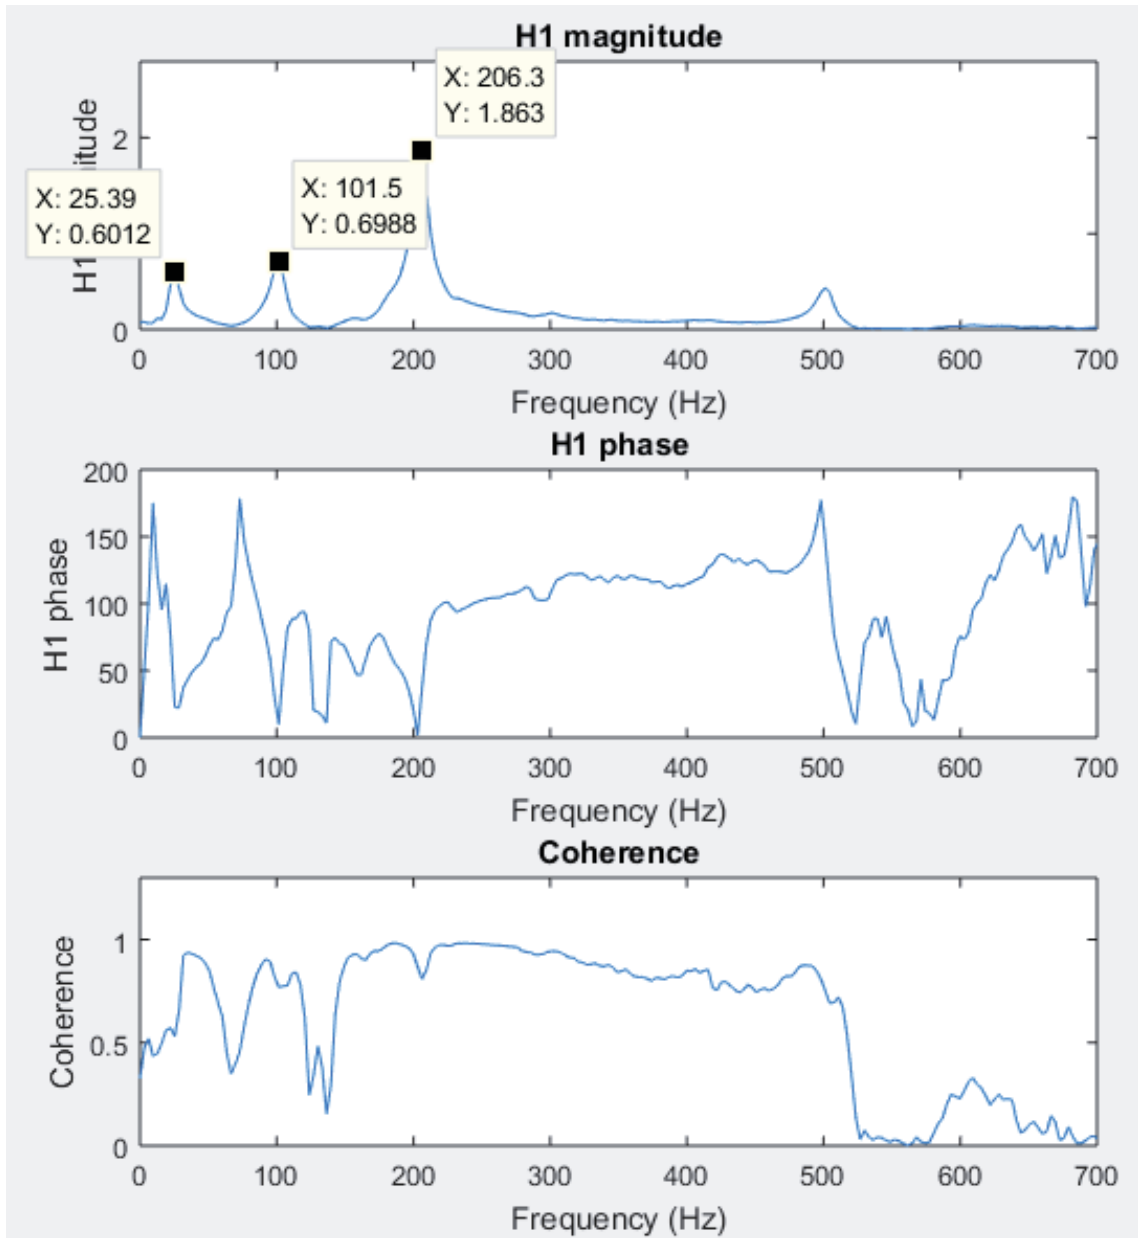 H1 magnitude
X: 206.3
Y: 1.863
X: 101.5
Y: 0.6988
X: 25.39
Y: 0.6012
H1
2
0
0 100 200 300 400 500 600 700
Frequency (Hz)
H1 phase
H1 phase
200
150
100
50
0
0 100 200 300 400 500 600 700
Frequency (Hz)
Coherence
Coherence
1
0.5
0
0 100 200 300 400 500 600 700
Frequency (Hz)